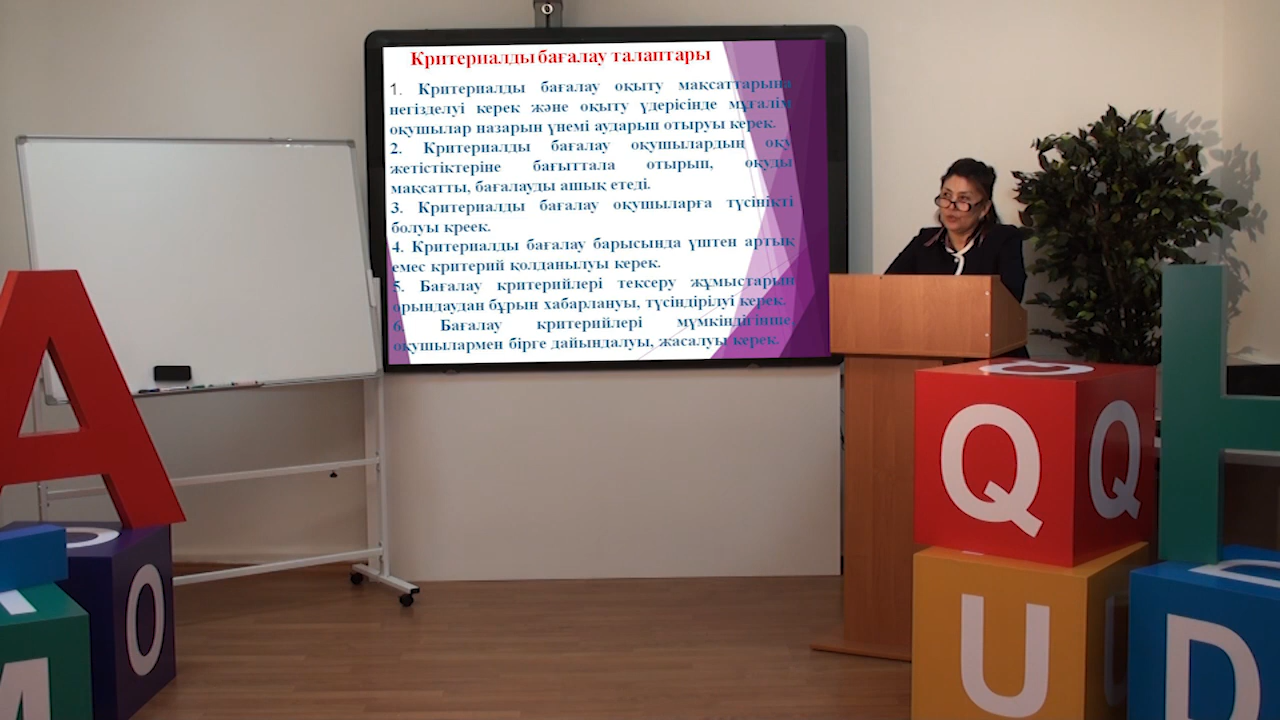 Критериалды бағалау талаптары
1. Критериалды бағалау оқыту мақсаттарына
негізделуі керек және оқыту үдерісінде мұғалім
оқушылар назарын үнемі аударып отыруы керек.
2. Критериалды бағалау оқушылардың оқу
жетістіктеріне бағыттала отырып, оқуды
мақсатты, бағалауды ашық етеді.
3. Критериалды бағалау оқушыларға түсінікті
болуы креек.
4. Критериалды бағалау барысында үштен артық
емес критерий қолданылуы керек.
5. Бағалау критерийлері тексеру жұмыстарын
орындаудан бұрын хабарлануы, түсіндірілуі керек.
6. Бағалау критерийлері мүмкіндігінше
оқушылармен бірге дайындалуы, жасалуы керек.
A
O
Q
Q
U
D